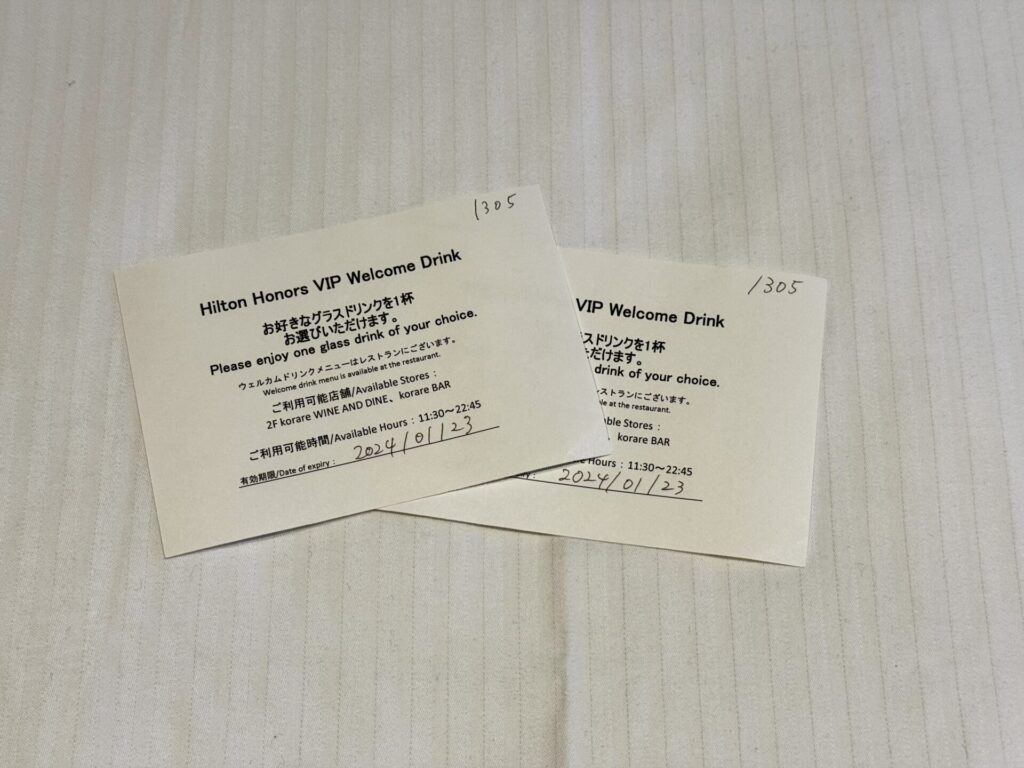 1305
Hilton Honors VIP Welcome Drink
お好きなグラスドリンクを1杯
お選びいただけます。
Please enjoy one glass drink of your choice.
ウェルカムドリンクメニューはレストランにございます。
Welcome drink menu is available at the restaurant.
ご利用可能店舗/Available Stores：
2F korare WINE AND DINE、korare BAR
ご利用可能時間/Available Hours：11:30～22:45
有効期限/Date of expiry： 2024/01/23
1305
VIP Welcome Drink
スドリンクを1杯
ただけます。
drink of your choice.
レストランにございます。
able at the restaurant.
able Stores：
、korare BAR
Hours：11:30～22:45
2024/01/23